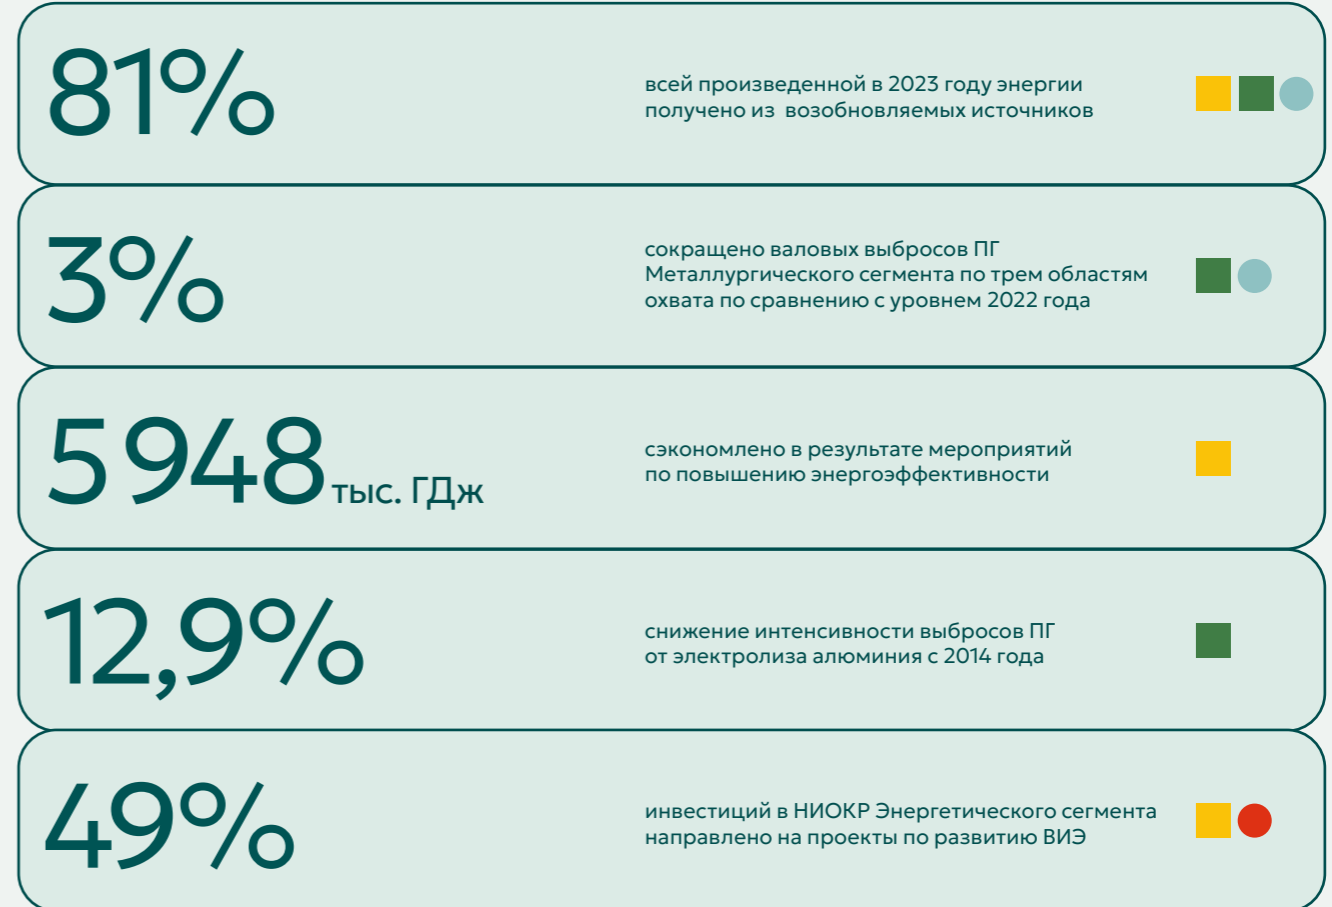 81%
всей произведенной в 2023 году энергии
получено из возобновляемых источников
3%
сокращено валовых выбросов ПГ
Металлургического сегмента по трем областям
охвата по сравнению с уровнем 2022 года
5 948 тыс. ГДж
сэкономлено в результате мероприятий
по повышению энергоэффективности
12,9%
снижение интенсивности выбросов ПГ
от электролиза алюминия с 2014 года
49%
инвестиций в НИОКР Энергетического сегмента
направлено на проекты по развитию ВИЭ